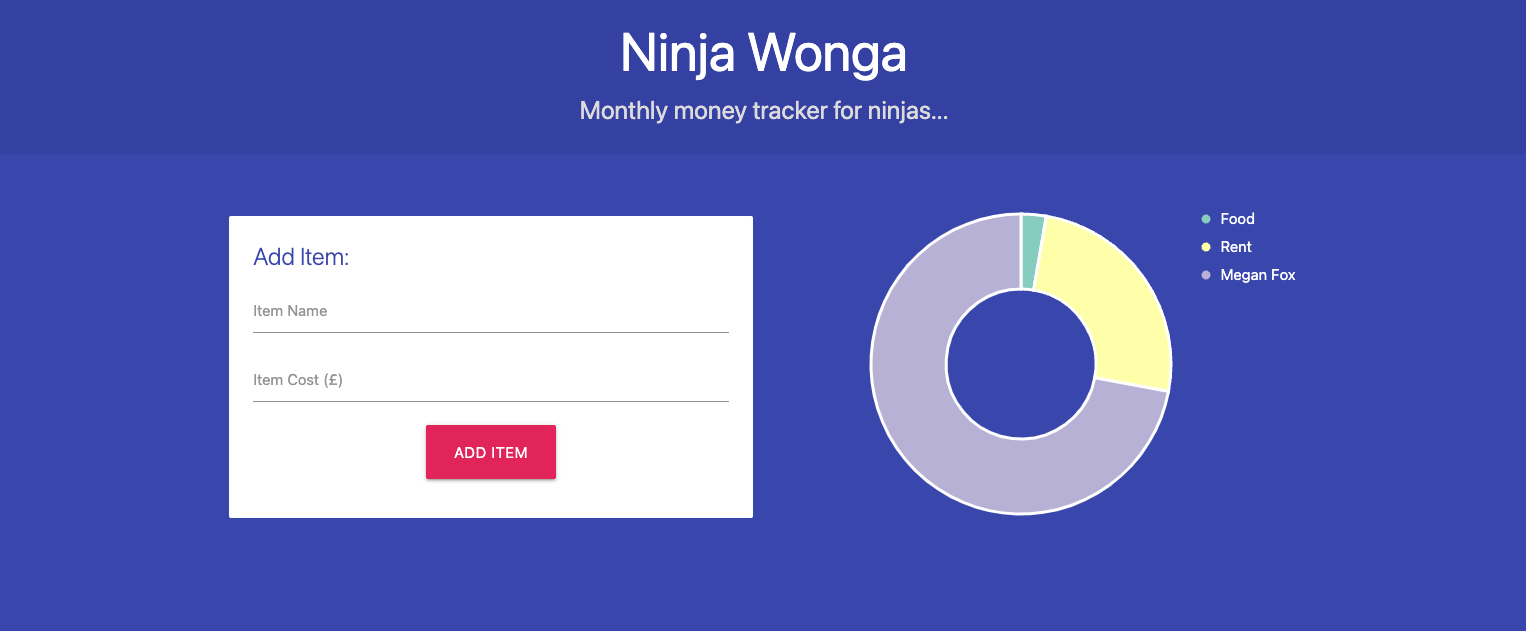 Ninja Wonga
Monthly money tracker for ninjas...
Add Item:
Item Name
Item Cost (£)
ADD ITEM
Food
Rent
Megan Fox